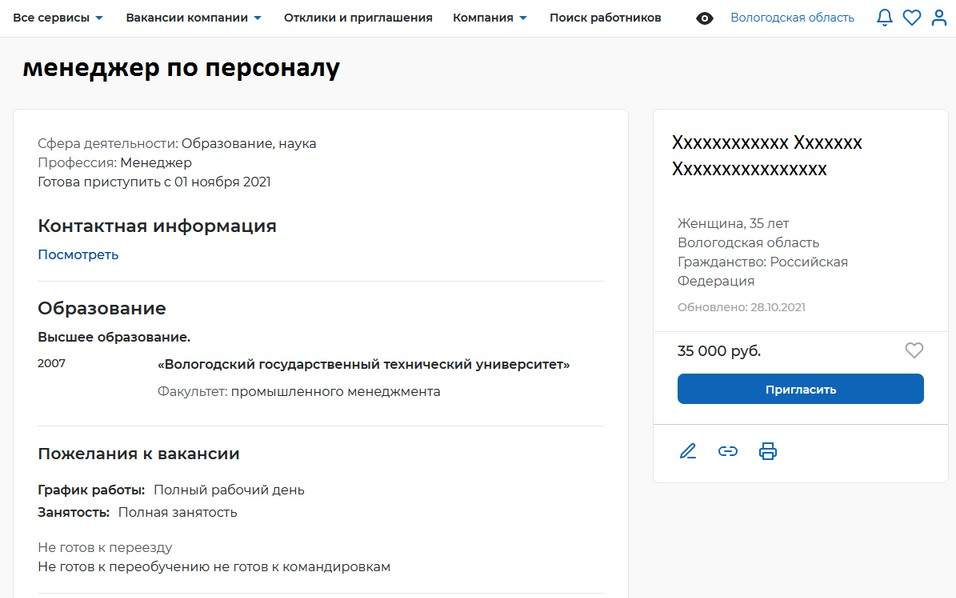 Все сервисы Вакансии компании Отклики и приглашения Компания Поиск работников Вологодская область
менеджер по персоналу
Сфера деятельности: Образование, наука
Профессия: Менеджер
Готова приступить с 01 ноября 2021
Контактная информация
Посмотреть
Образование
Высшее образование.
2007 «Вологодский государственный технический университет»
Факультет: промышленного менеджмента
Пожелания к вакансии
График работы: Полный рабочий день
Занятость: Полная занятость
Не готов к переезду
Не готов к переобучению не готов к командировкам
Xxxxxxxxxxxx Xxxxxxx
Xxxxxxxxxxxxxxxx
Женщина, 35 лет
Вологодская область
Гражданство: Российская
Федерация
Обновлено: 28.10.2021
35 000 руб.
Пригласить